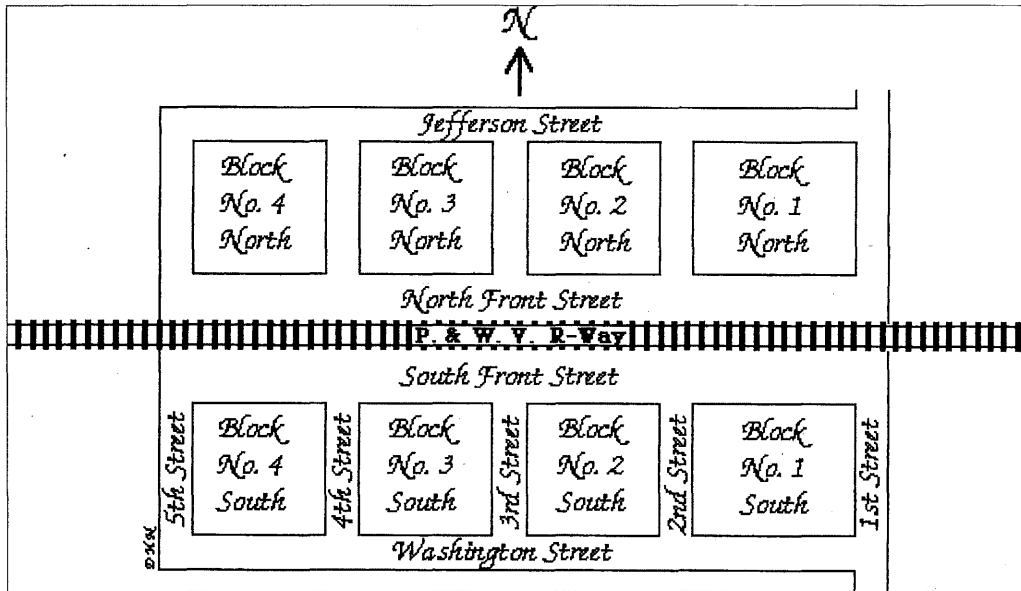 N
Jefferson Street
Block
No. 4
North
Block
No. 3
North
Block
No. 2
North
Block
No. 1
North
North Front Street
P. & W. V. R-Way
South Front Street
5th Street
Block
No. 4
South
4th Street
Block
No. 3
South
3rd Street
Block
No. 2
South
2nd Street
Block
No. 1
South
1st Street
Washington Street